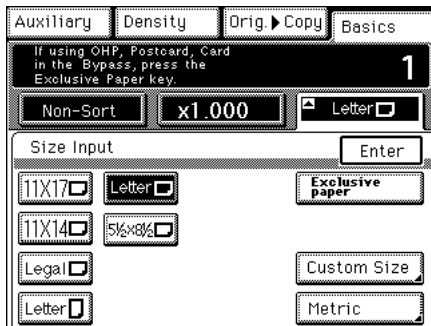 Auxiliary Density Orig.▶Copy Basics
If using OHP, Postcard, Card
in the Bypass, press the
Exclusive Paper key.
1
Non-Sort x1.000 Letter
Size Input Enter
11X17 Letter Exclusive
paper
11X14 5½×8½
Legal Custom Size
Letter Metric